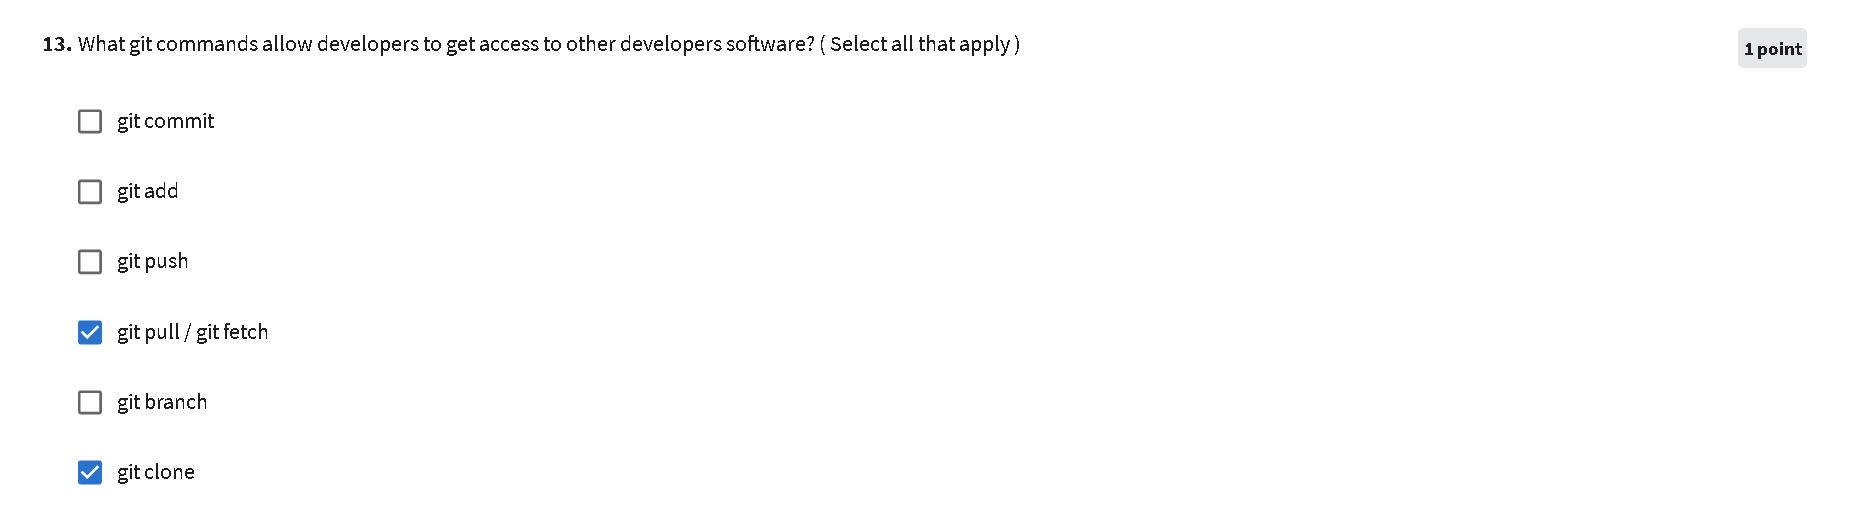 13. What git commands allow developers to get access to other developers software? ( Select all that apply )
1 point
git commit
git add
git push
git pull / git fetch
git branch
git clone